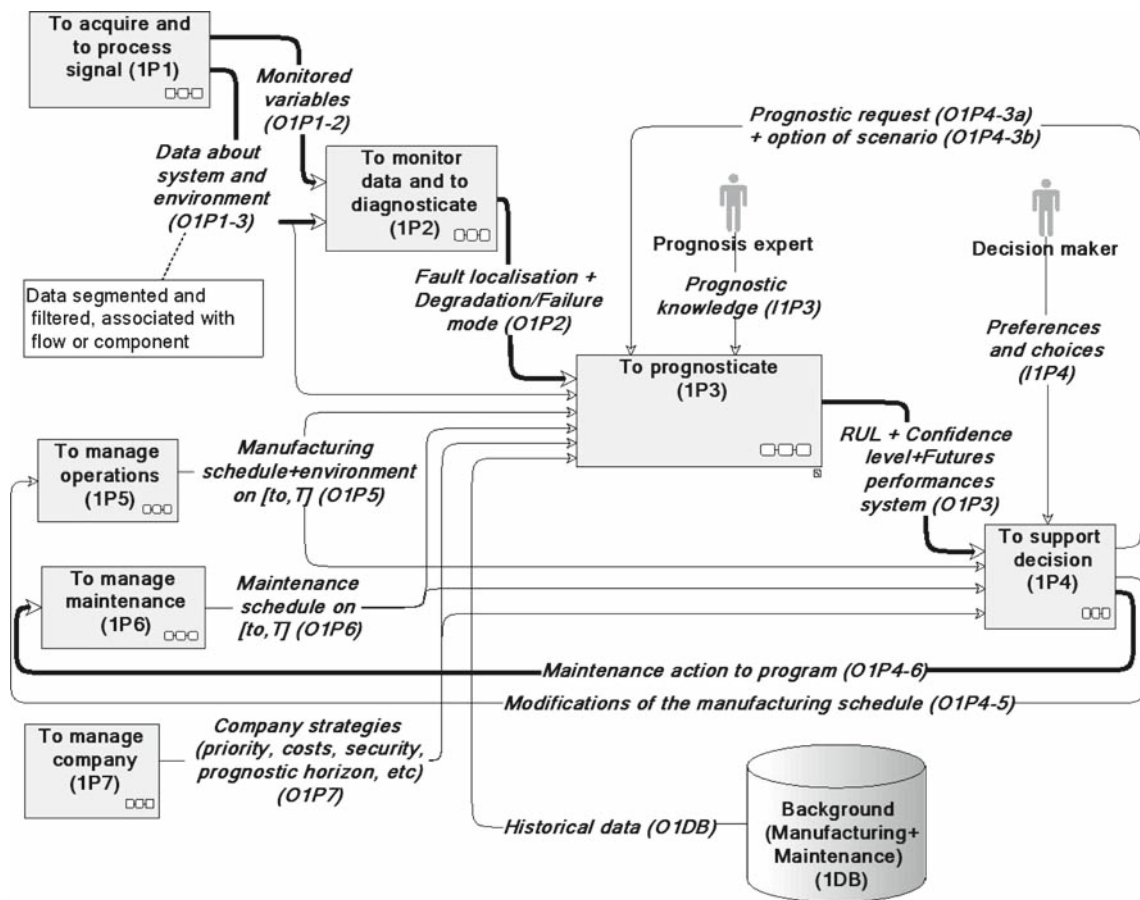 To acquire and
to process
signal (1P1)
Monitored
variables
(O1P1-2)
Data about
system and
environment
(O1P1-3)
Data segmented and
filtered, associated with
flow or component
To monitor
data and to
diagnosticate
(1P2)
Fault localisation +
Degradation/Failure
mode (O1P2)
Prognostic request (O1P4-3a)
+ option of scenario (O1P4-3b)
Prognosis expert
Prognostic
knowledge (I1P3)
Decision maker
Preferences
and choices
(I1P4)
To prognosticate
(1P3)
RUL + Confidence
level+Futures
performances
system (O1P3)
To manage
operations
(1P5)
Manufacturing
schedule+environment
on [to,T] (O1P5)
To support
decision
(1P4)
To manage
maintenance
(1P6)
Maintenance
schedule on
[to,T] (O1P6)
Maintenance action to program (O1P4-6)
Modifications of the manufacturing schedule (O1P4-5)
To manage
company
(1P7)
Company strategies
(priority, costs, security,
prognostic horizon, etc)
(O1P7)
Historical data (O1DB)
Background
(Manufacturing+
Maintenance)
(1DB)